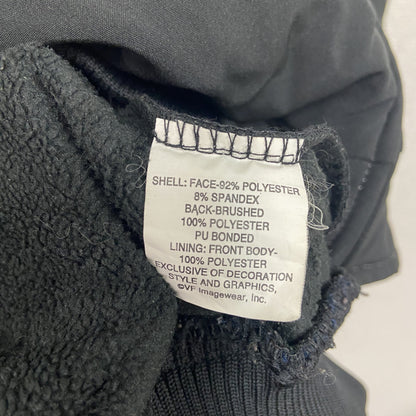 SHELL: FACE-92% POLYESTER
8% SPANDEX
BACK-BRUSHED
100% POLYESTER
PU BONDED
LINING: FRONT BODY-
100% POLYESTER
EXCLUSIVE OF DECORATION
STYLE AND GRAPHICS,
©VF Imagewear, Inc.